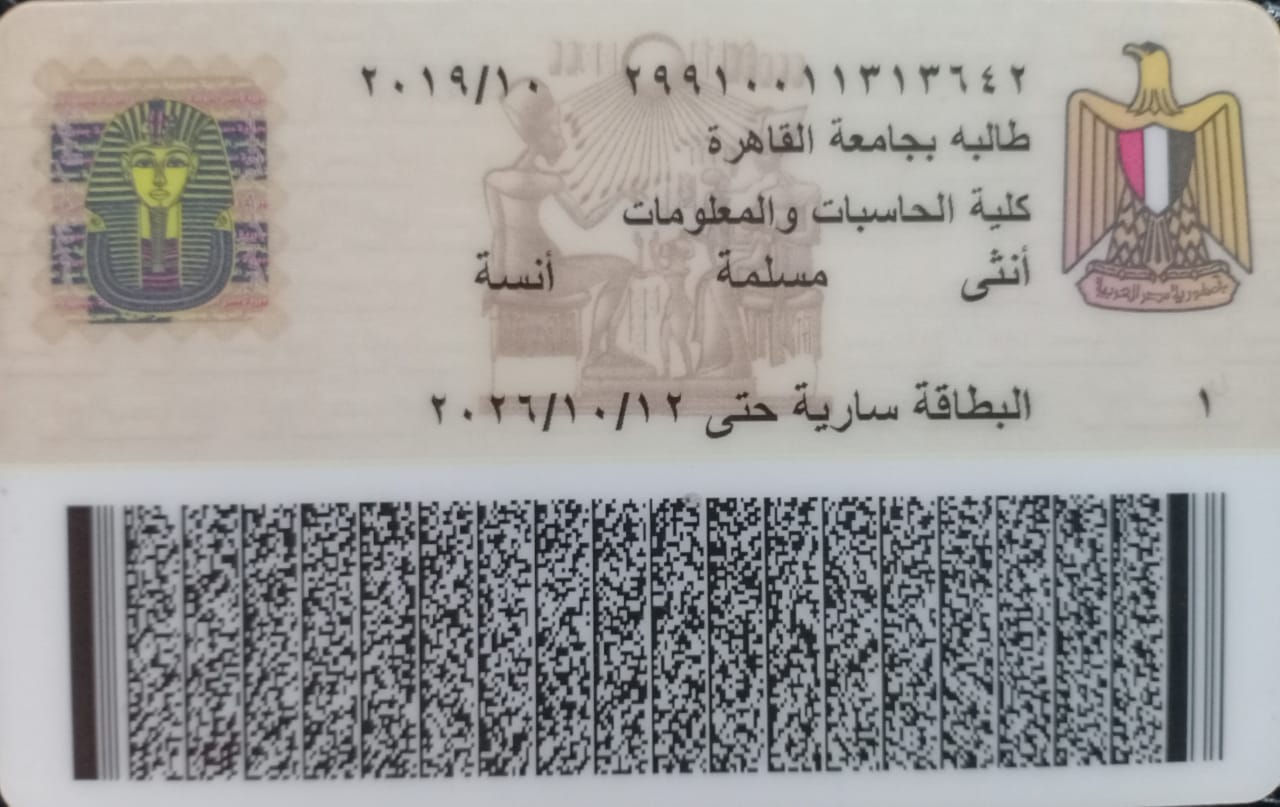 ٢٩٩١٠٠١١٣١٣٦٤٢ ٢٠١٩/١٠
طالبه بجامعة القاهرة
كلية الحاسبات والمعلومات
أنثى مسلمة أنسة
البطاقة سارية حتى ٢٠٢٦/١٠/١٢
١
جمهورية مصر العربية